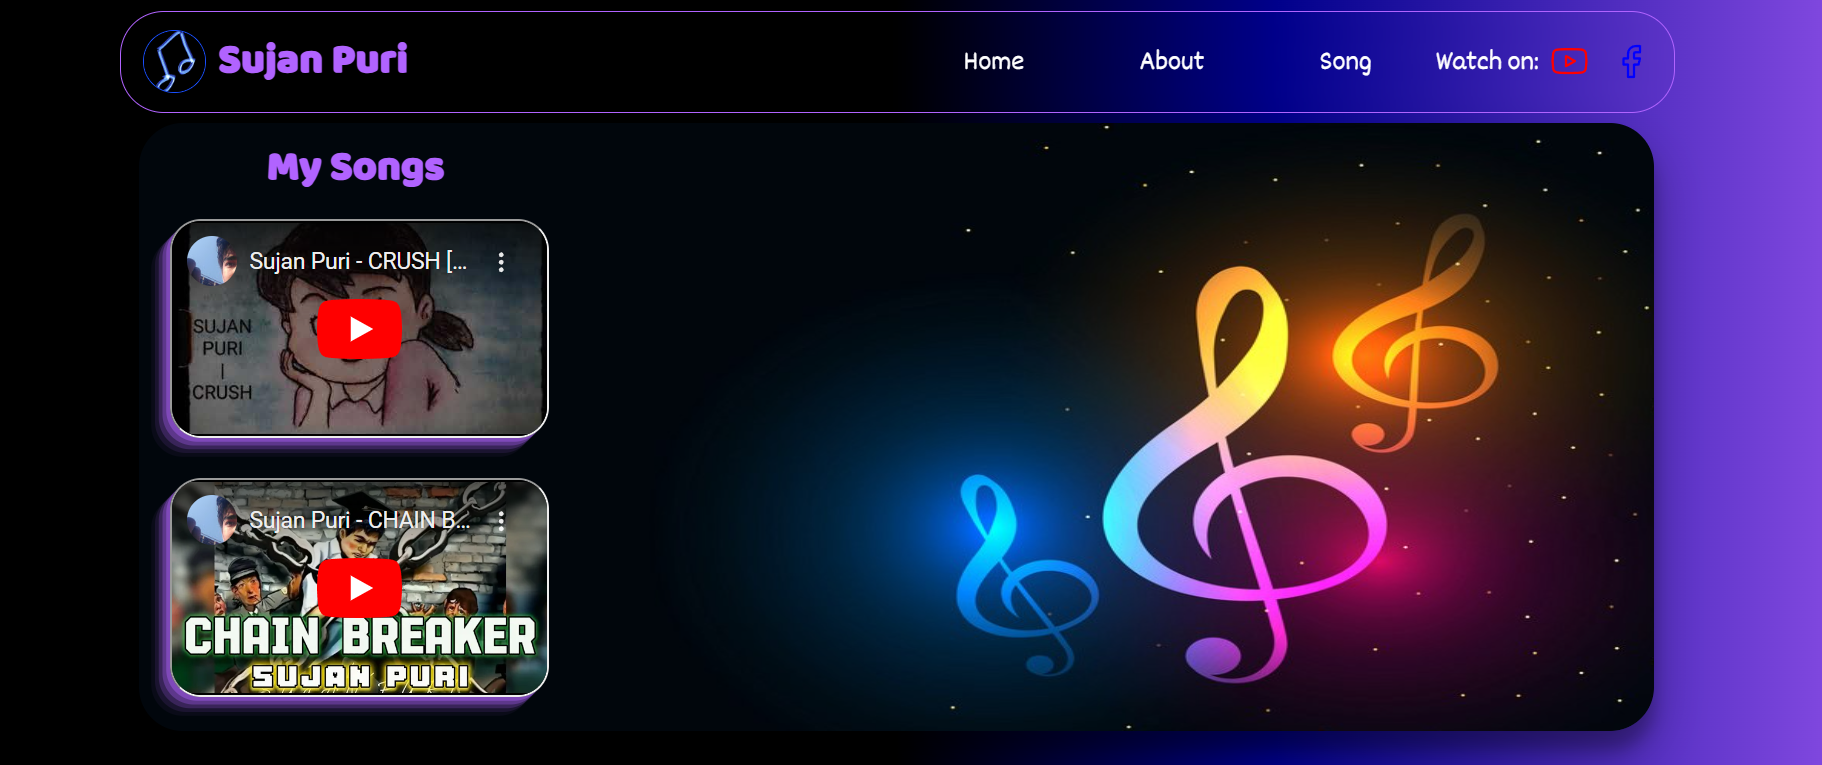 Sujan Puri
Home
About
Song
Watch on:
My Songs
Sujan Puri - CRUSH [...
SUJAN
PURI
|
CRUSH
Sujan Puri - CHAIN B...
CHAIN BREAKER
SUJAN PURI